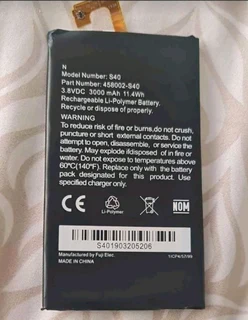 N
Model Number: S40
Part Number: 458002-S40
3.8VDC 3000 mAh 11.4Wh
Rechargeable Li-Polymer Battery.
Recycle or dispose of properly.
WARNING
To reduce risk of fire or burns,do not crush,
puncture or short external contacts, do not
attempt to open, disassemble, or service the
battery. May explode ifdisposed of in improper
or fire. Do not expose to temperatures above
60°C(140°F). Replace only with the battery
pack designated for this product. Use
specified charger only.
Li-Polymer
NOM
S401903205206
Manufactured by Fuji Elec.
MADE IN CHINA